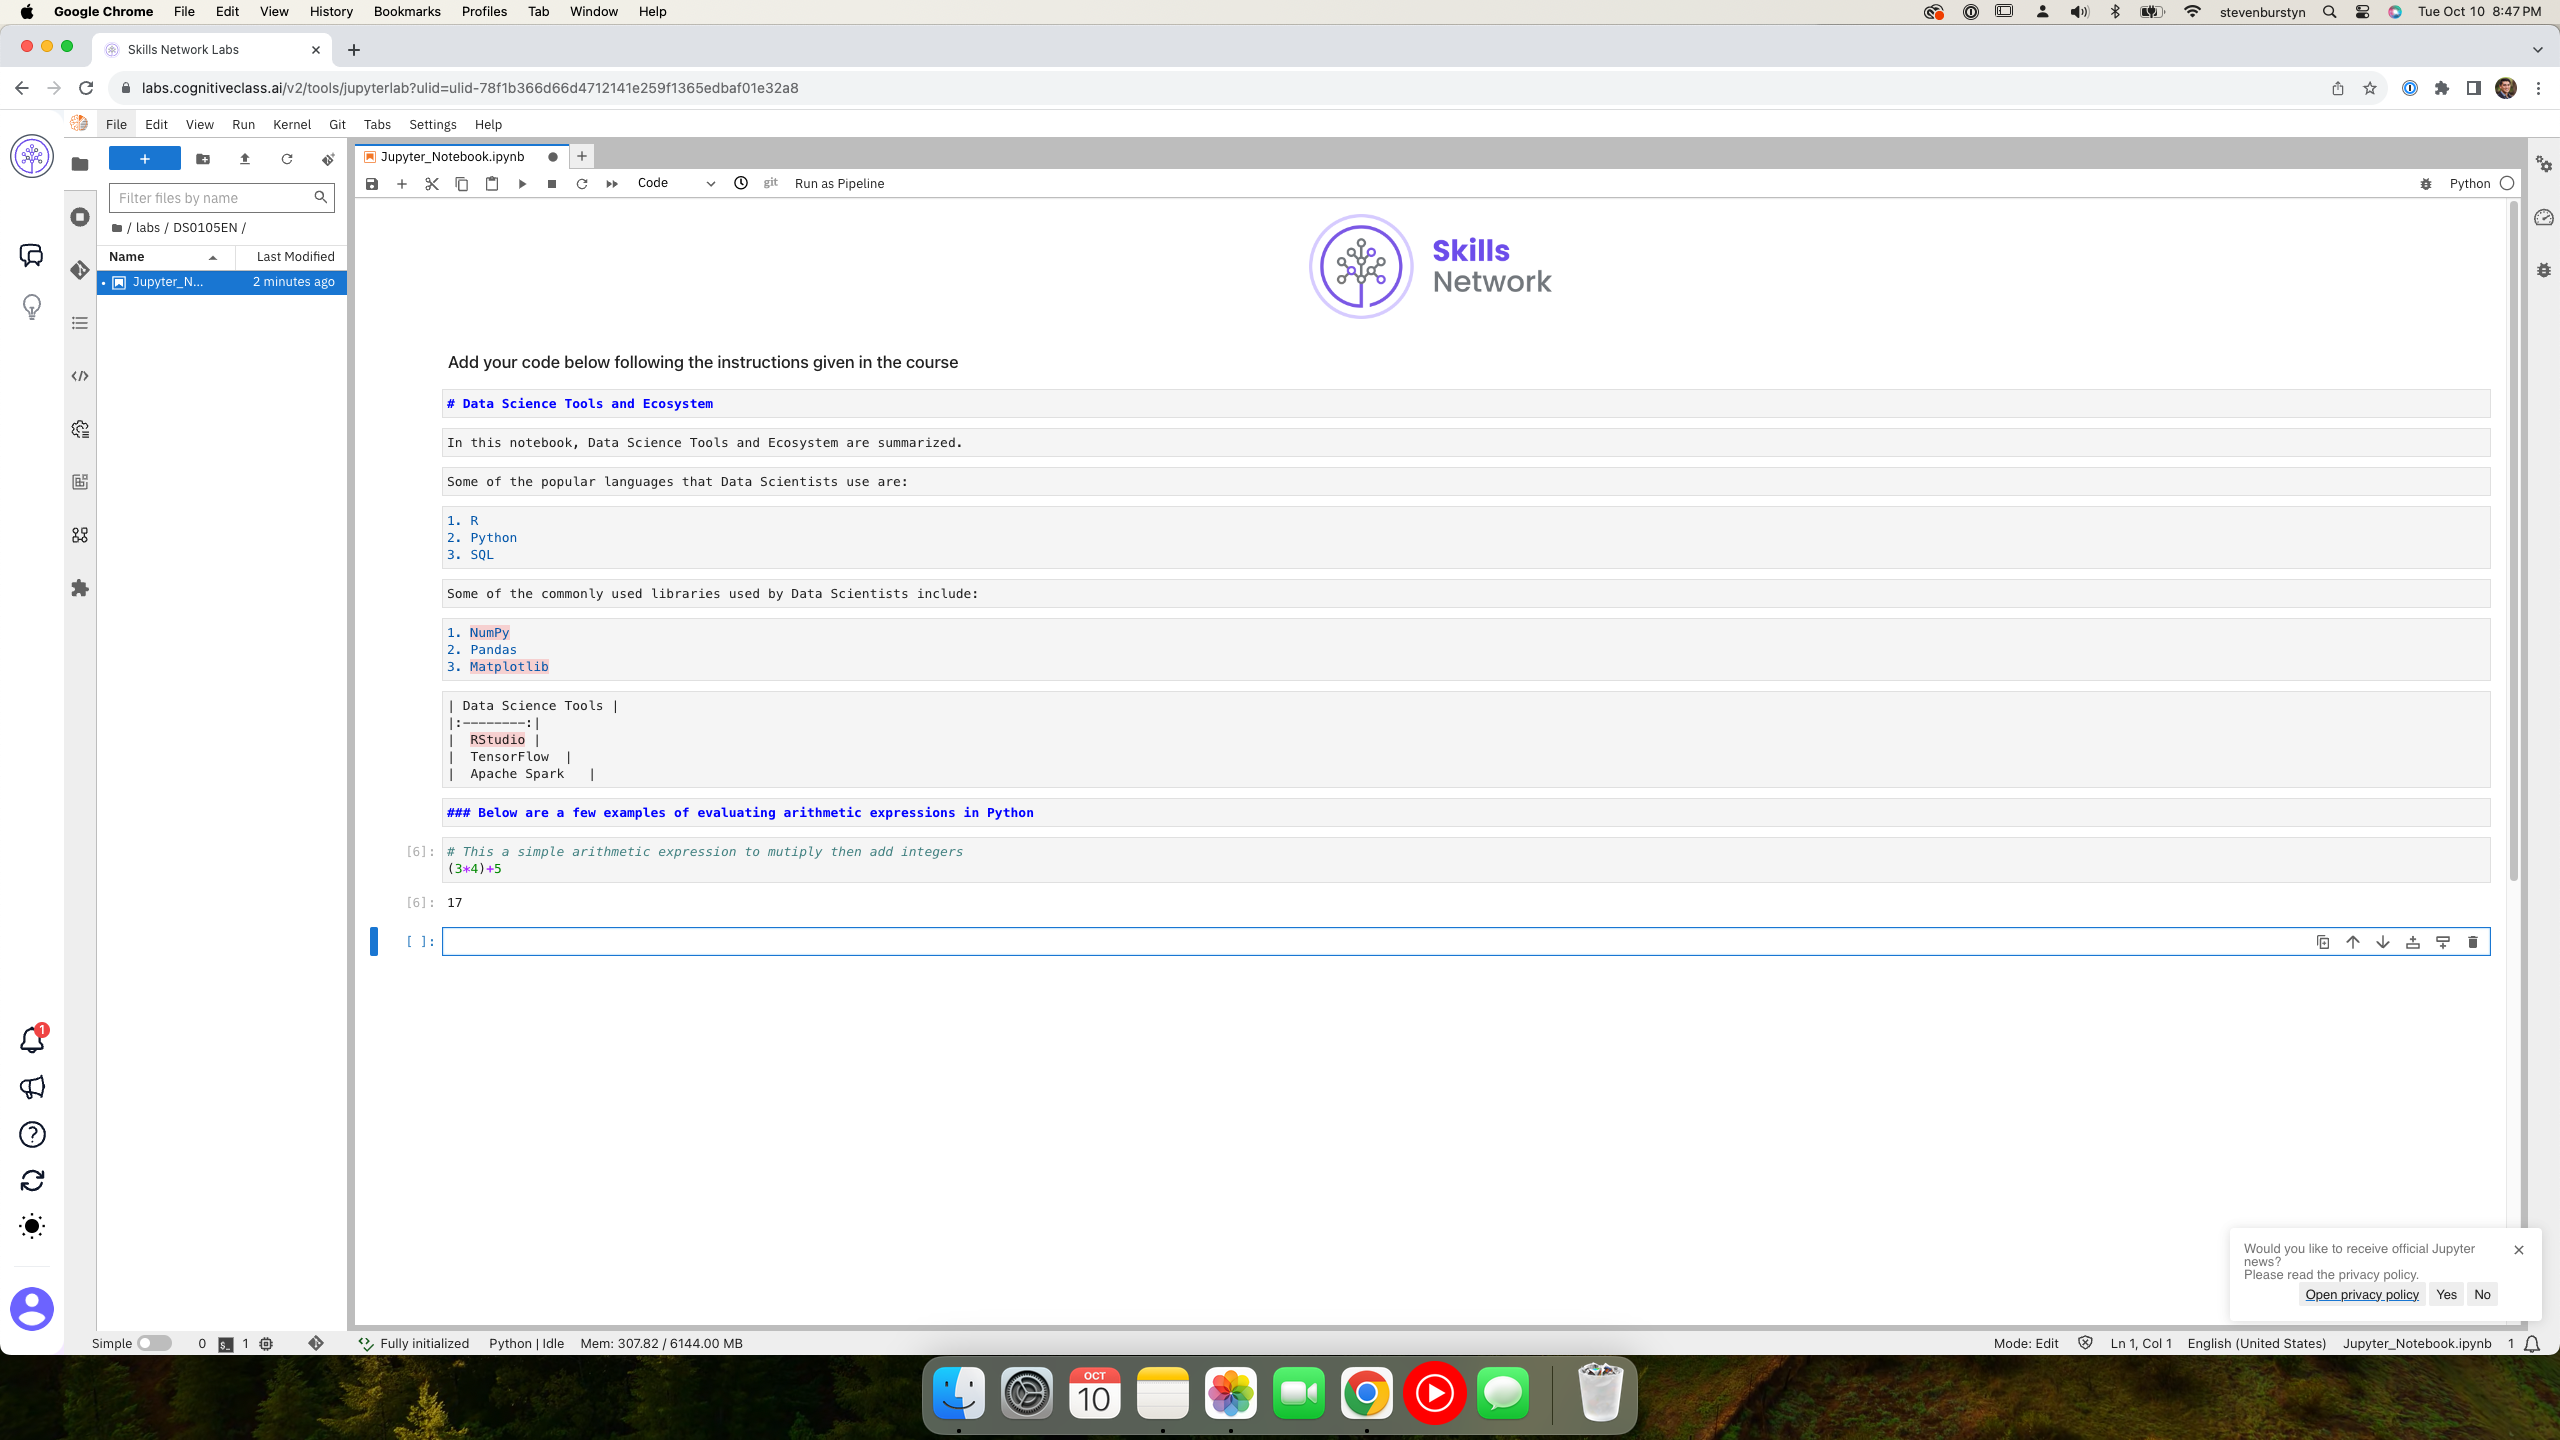 Google Chrome File Edit View History Bookmarks Profiles Tab Window Help stevenburstyn Tue Oct 10 8:47 PM
Skills Network Labs
labs.cognitiveclass.ai/v2/tools/jupyterlab?ulid=ulid-78f1b366d66d4712141e259f1365edbaf01e32a8
File Edit View Run Kernel Git Tabs Settings Help
Jupyter_Notebook.ipynb
Code git Run as Pipeline Python
Filter files by name
/ labs / DS0105EN /
Name Last Modified
Jupyter_N... 2 minutes ago
Skills
Network
Add your code below following the instructions given in the course
# Data Science Tools and Ecosystem
In this notebook, Data Science Tools and Ecosystem are summarized.
Some of the popular languages that Data Scientists use are:
1. R
2. Python
3. SQL
Some of the commonly used libraries used by Data Scientists include:
1. NumPy
2. Pandas
3. Matplotlib
| Data Science Tools |
|:--------:|
|  RStudio |
|  TensorFlow  |
|  Apache Spark   |
### Below are a few examples of evaluating arithmetic expressions in Python
[6]: # This a simple arithmetic expression to mutiply then add integers
(3*4)+5
[6]: 17
[ ]:
1
Would you like to receive official Jupyter
news?
Please read the privacy policy.
Open privacy policy Yes No
Simple 0 $_ 1 Fully initialized Python | Idle Mem: 307.82 / 6144.00 MB Mode: Edit Ln 1, Col 1 English (United States) Jupyter_Notebook.ipynb 1
OCT
10